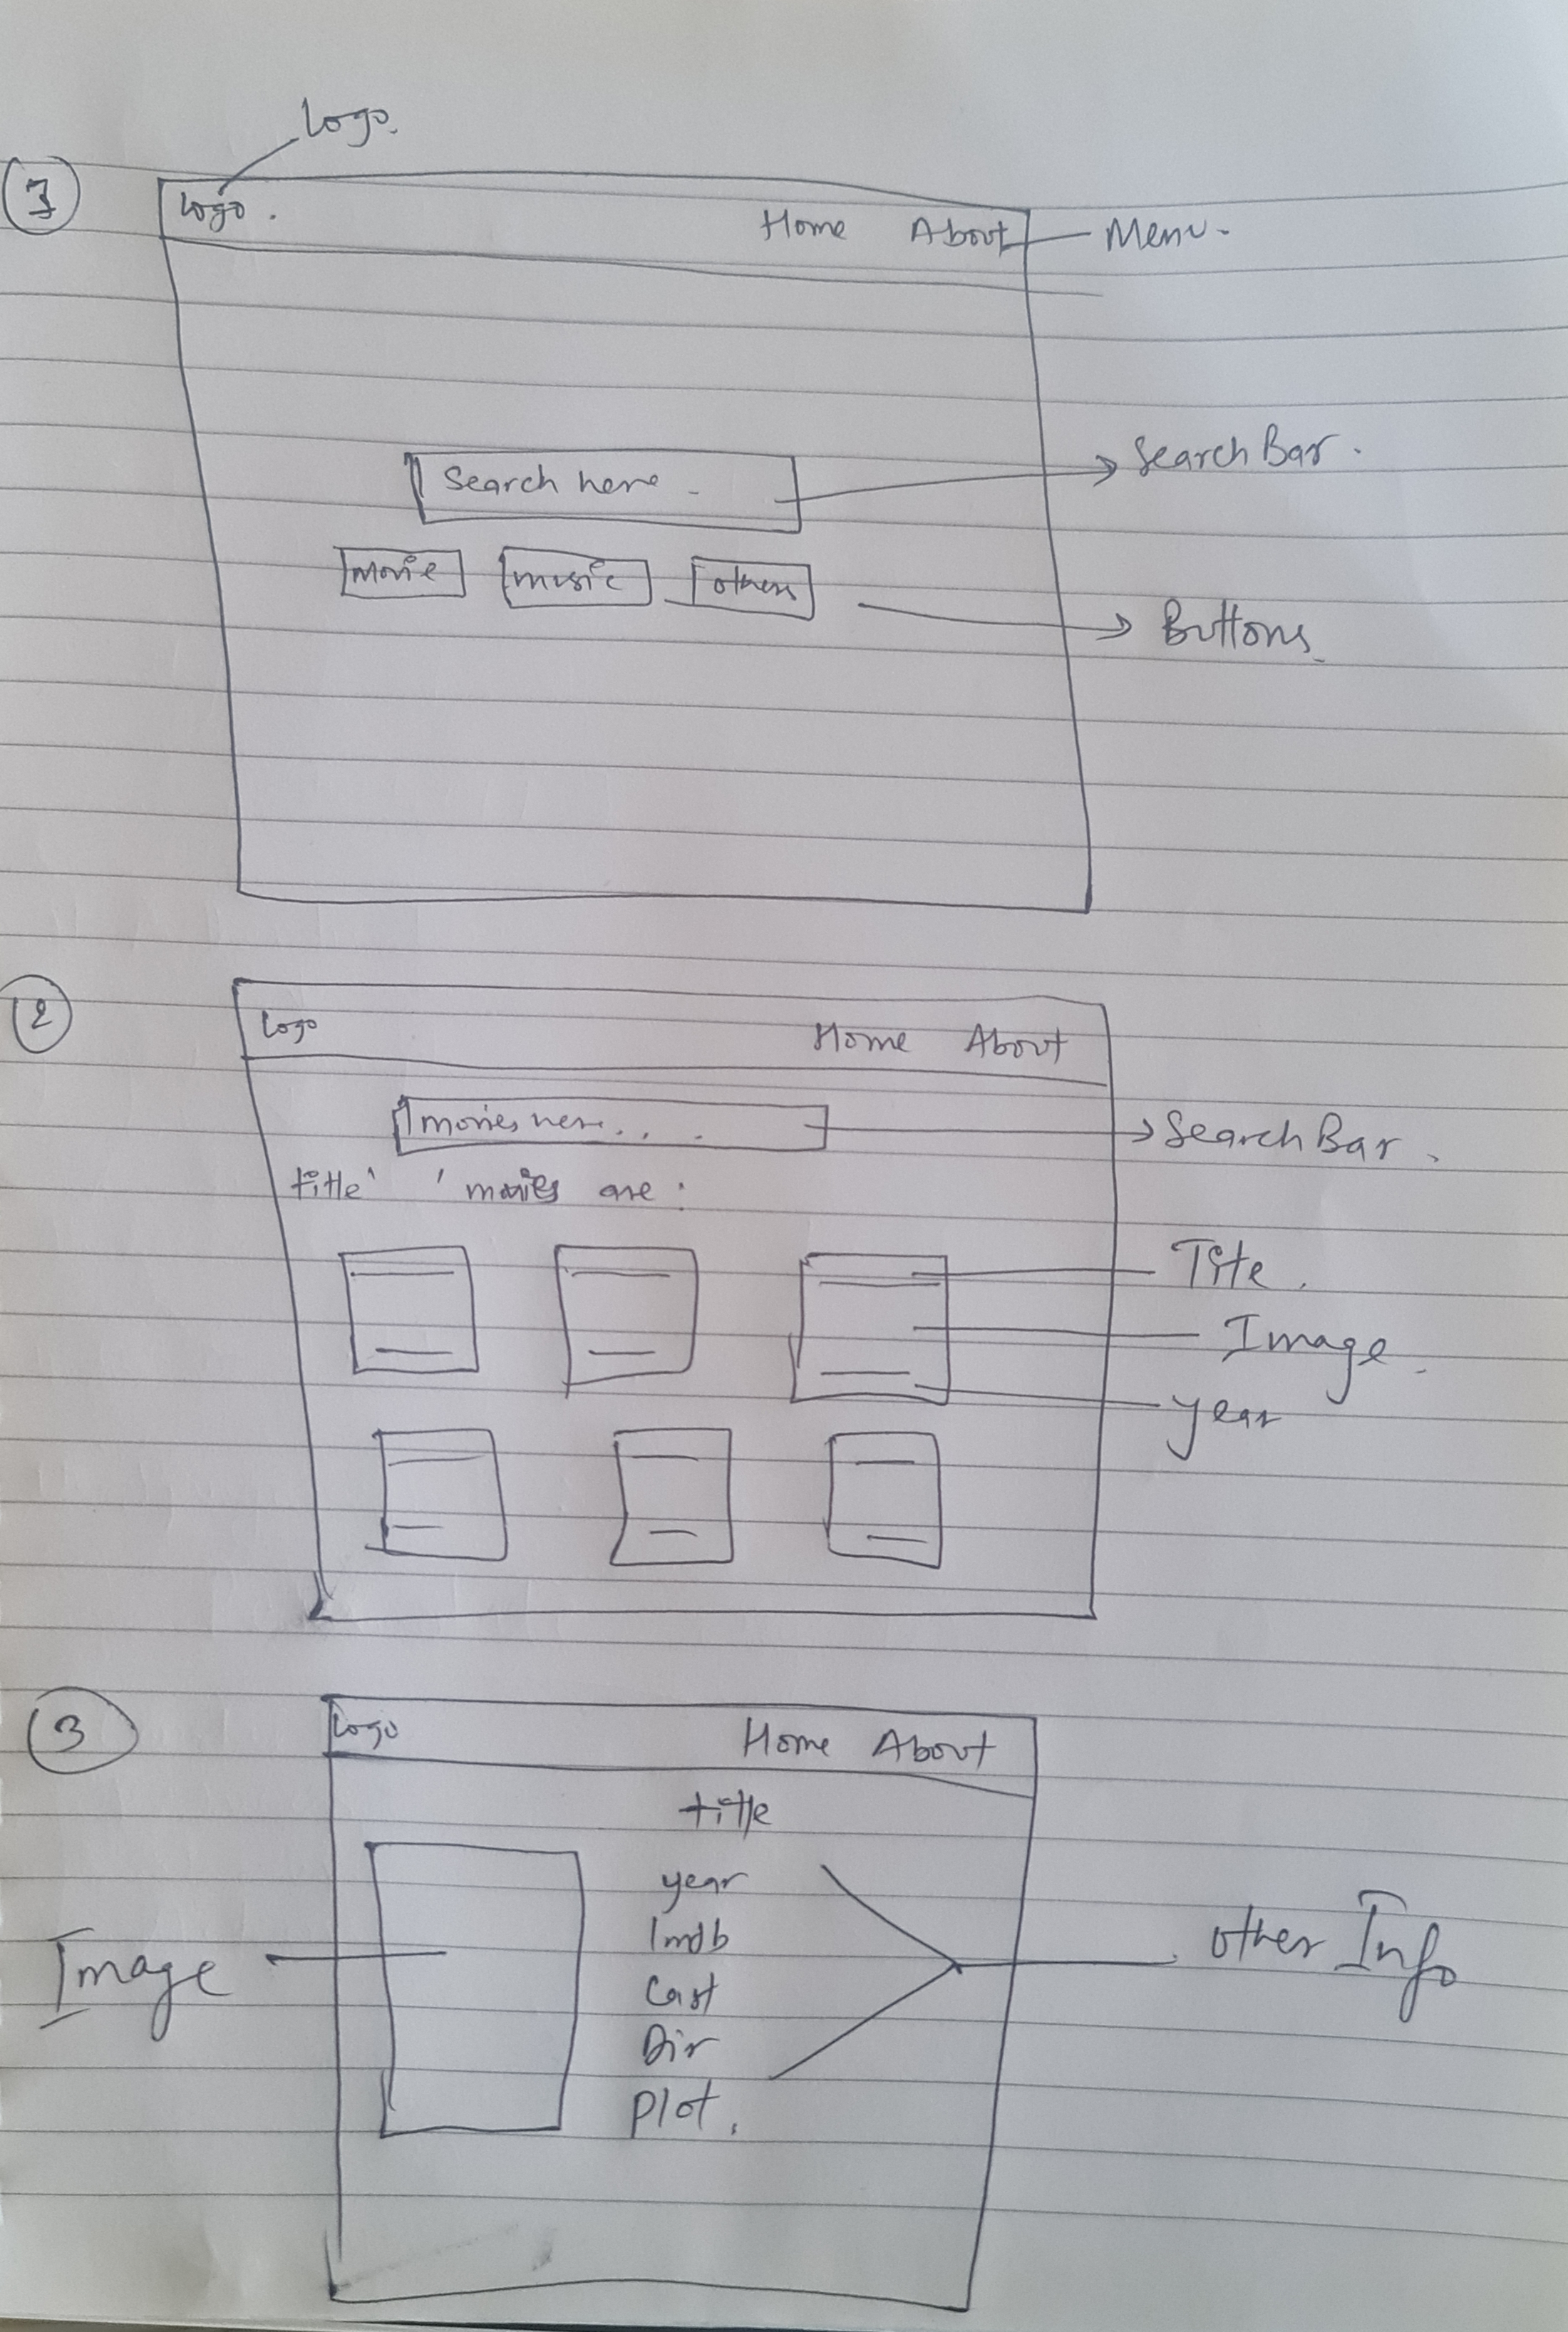 Logo.
1
Logo.
Home About
Menu.
Search here
Search Bar.
Movie music others
Buttons
2
Logo
Home About
movies here....
Search Bar.
title' ' movies are:
Tite.
Image.
year
3
Logo
Home About
title
year
Imdb
Cast
Dir
Plot.
Image
other Info